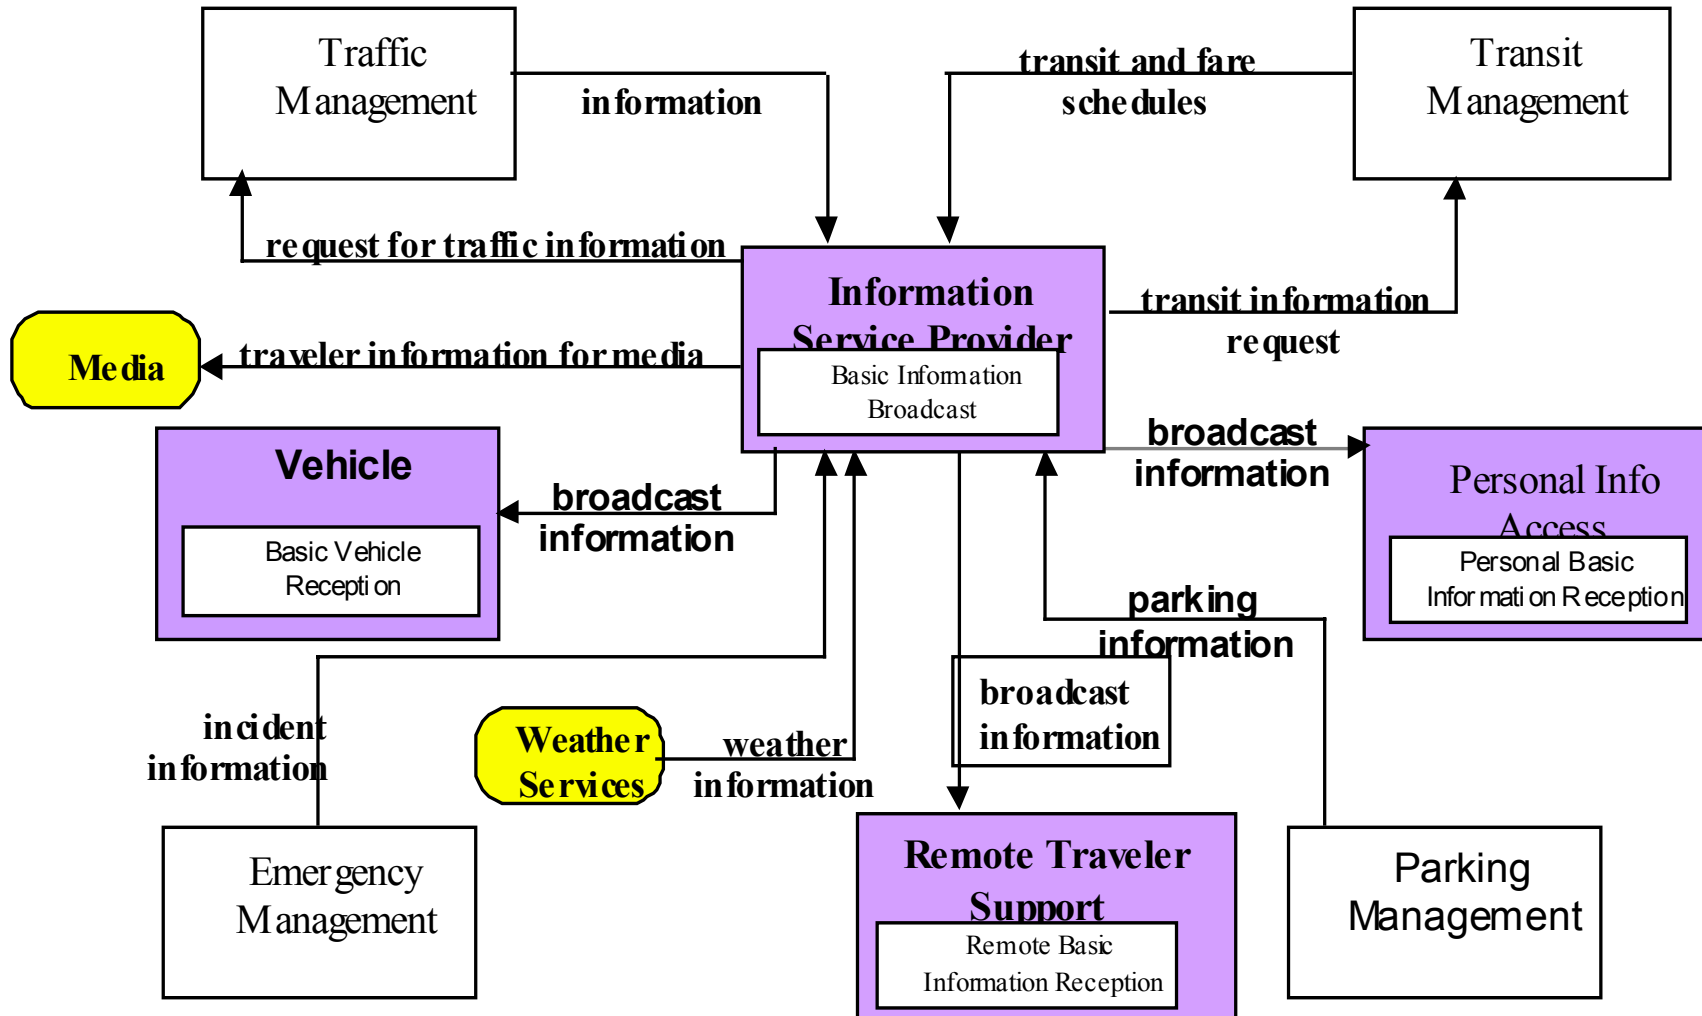 Traffic
Management
information
transit and fare
schedules
Transit
Management
request for traffic information
Information
Service Provider
Basic Information
Broadcast
transit information
request
Media
traveler information for media
Vehicle
Basic Vehicle
Reception
broadcast
information
broadcast
information
Personal Info
Access
Personal Basic
Information Reception
parking
information
broadcast
information
incident
information
Weather
Services
weather
information
Emergency
Management
Remote Traveler
Support
Remote Basic
Information Reception
Parking
Management